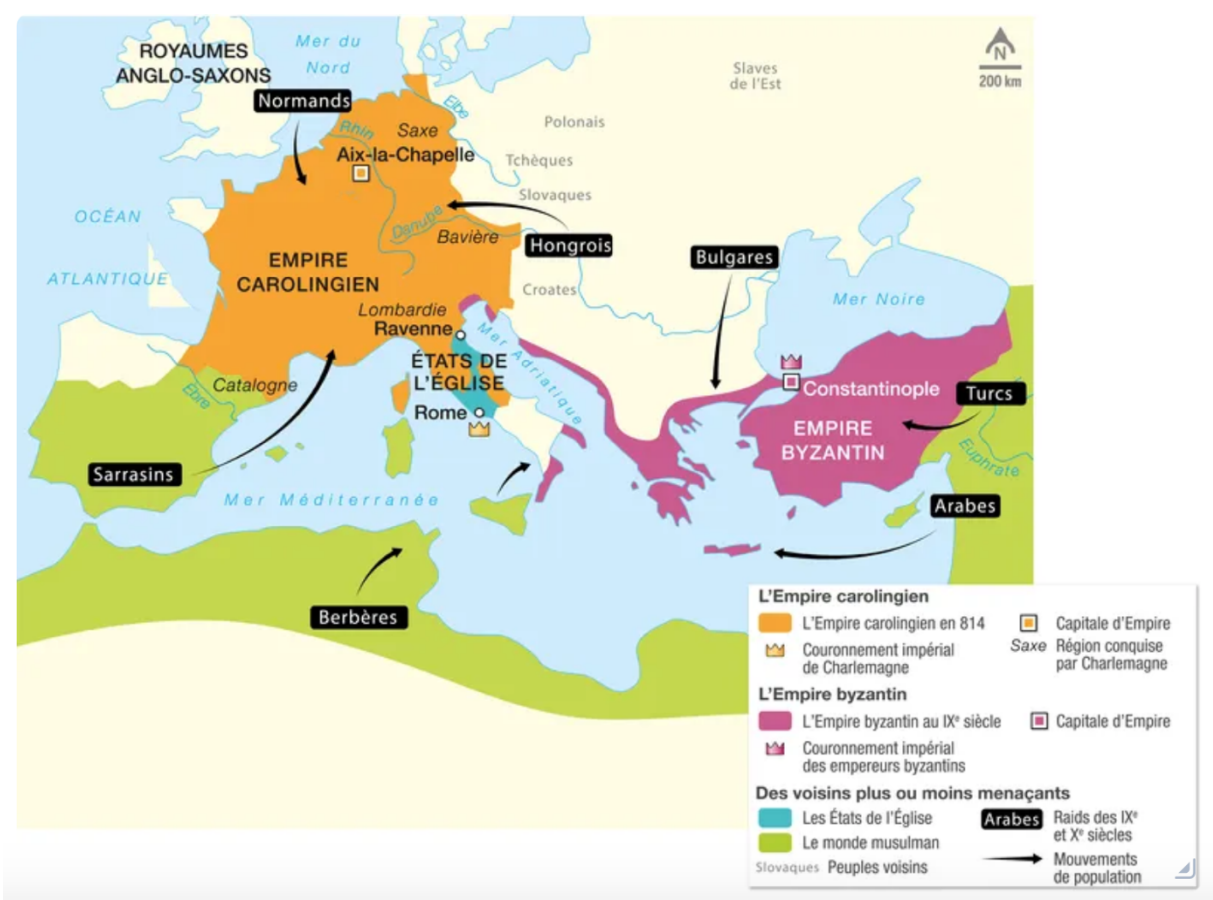 ROYAUMES
ANGLO-SAXONS
Mer du
Nord
Slaves
de l'Est
N
200 km
Normands
Elbe
Rhin
Saxe
Polonais
Aix-la-Chapelle
Tchèques
Slovaques
OCÉAN
ATLANTIQUE
Danube
Bavière
Hongrois
Bulgares
EMPIRE
CAROLINGIEN
Croates
Mer Noire
Lombardie
Ravenne
Mer Adriatique
ÉTATS DE
L'ÉGLISE
Catalogne
Èbre
Rome
Constantinople
Turcs
EMPIRE
BYZANTIN
Euphrate
Sarrasins
Mer Méditerranée
Arabes
Berbères
L'Empire carolingien
L'Empire carolingien en 814
Capitale d'Empire
Couronnement impérial
de Charlemagne
Saxe Région conquise
par Charlemagne
L'Empire byzantin
L'Empire byzantin au IXe siècle
Capitale d'Empire
Couronnement impérial
des empereurs byzantins
Des voisins plus ou moins menaçants
Les États de l'Église
Arabes Raids des IXe
et Xe siècles
Le monde musulman
Slovaques Peuples voisins
Mouvements
de population